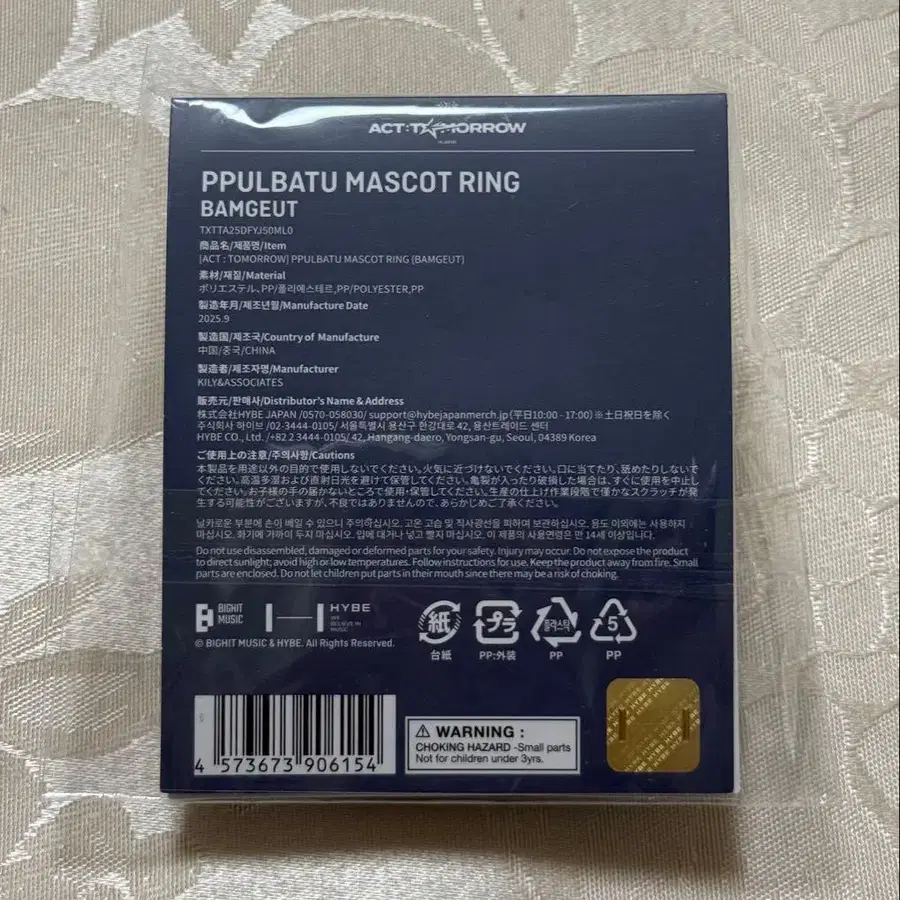 ACT:TOMORROW
PPULBATU MASCOT RING
BAMGEUT
TXTTA25DFYJ50ML0
商品名/제품명/Item
[ACT : TOMORROW] PPULBATU MASCOT RING (BAMGEUT)
素材/재질/Material
ポリエステル、PP/폴리에스테르,PP/POLYESTER,PP
製造年月/제조년월/Manufacture Date
2025.9
製造国/제조국/Country of Manufacture
中国/중국/CHINA
製造者/제조자명/Manufacturer
KILY&ASSOCIATES
販売元/판매사/Distributor's Name & Address
株式会社HYBE JAPAN /0570-058030/ support@hybejapanmerch.jp(平日10:00 - 17:00)※土日祝日を除く
주식회사 하이브 /02-3444-0105/ 서울특별시 용산구 한강대로 42, 용산트레이드 센터
HYBE CO., Ltd. /+82 2 3444-0105/ 42, Hangang-daero, Yongsan-gu, Seoul, 04389 Korea
ご使用上の注意/주의사항/Cautions
本製品を用途以外の目的で使用しないでください。火気に近づけないでください。口に当てたり、舐めたりしないで
ください。高温多湿および直射日光を避けて保管してください。亀裂が入ったり破損した場合は、すぐに使用を中止し
てください。お子様の手の届かないところで使用・保管してください。生産の仕上げ作業段階で僅かなスクラッチが発
生する可能性がございますが、不良ではありませんので、あらかじめご了承ください。
날카로운 부분에 손이 베일 수 있으니 주의하십시오. 고온 고습 및 직사광선을 피하여 보관하십시오. 용도 이외에는 사용하지
마십시오. 화기에 가까이 두지 마십시오. 입에 대거나 넣고 빨지 마십시오. 이 제품의 사용연령은 만 14세 이상입니다.
Do not use disassembled, damaged or deformed parts for your safety. Injury may occur. Do not expose the product
to direct sunlight; avoid high or low temperatures. Follow instructions for use. Keep the product away from fire. Small
parts are enclosed. Do not let children put parts in their mouth since there may be a risk of choking.
BIGHIT
MUSIC
HYBE
WE
BELIEVE IN
MUSIC
© BIGHIT MUSIC & HYBE. All Rights Reserved.
紙
台紙
プラ
PP:外装
플라스틱
PP
5
PP
4 573673 906154
WARNING :
CHOKING HAZARD -Small parts
Not for children under 3yrs.
HYBE HYBE HYBE